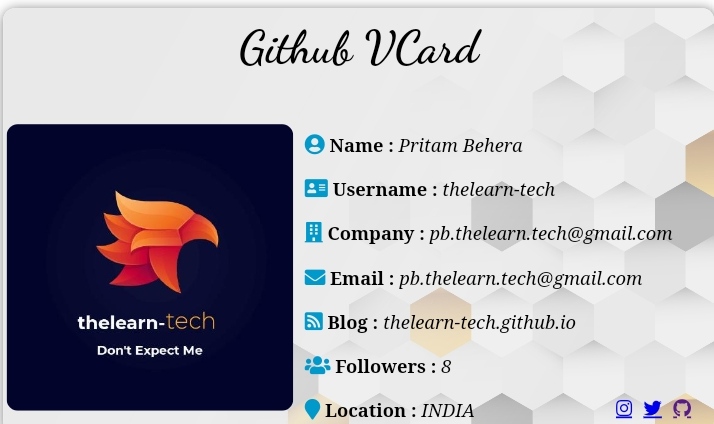 Github VCard
thelearn-tech
Don't Expect Me
Name : Pritam Behera
Username : thelearn-tech
Company : pb.thelearn.tech@gmail.com
Email : pb.thelearn.tech@gmail.com
Blog : thelearn-tech.github.io
Followers : 8
Location : INDIA